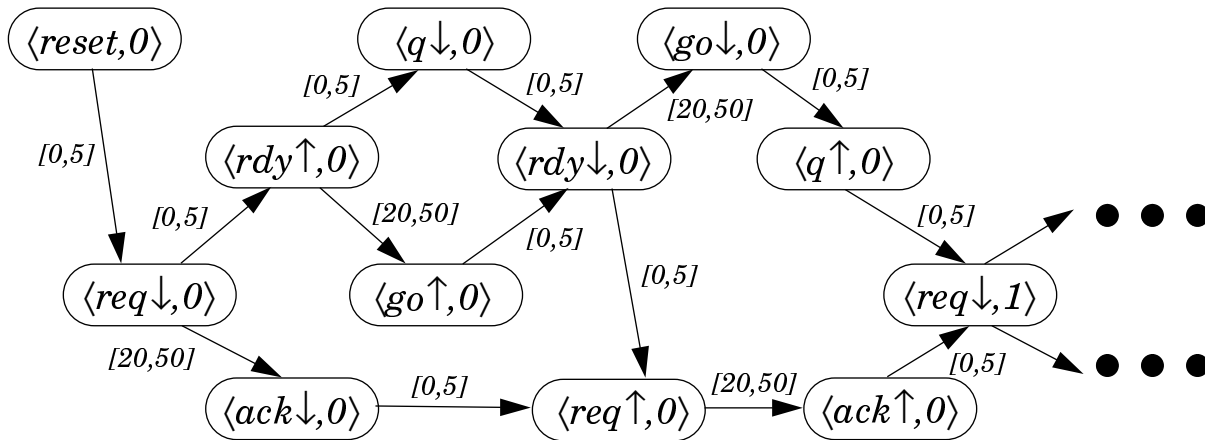 ⟨reset,0⟩
⟨q↓,0⟩
⟨go↓,0⟩
[0,5]
[0,5]
[20,50]
[0,5]
[0,5]
⟨rdy↑,0⟩
⟨rdy↓,0⟩
⟨q↑,0⟩
[0,5]
[20,50]
[0,5]
[0,5]
[0,5]
⟨req↓,0⟩
⟨go↑,0⟩
⟨req↓,1⟩
[20,50]
[0,5]
[0,5]
[20,50]
⟨ack↓,0⟩
⟨req↑,0⟩
⟨ack↑,0⟩